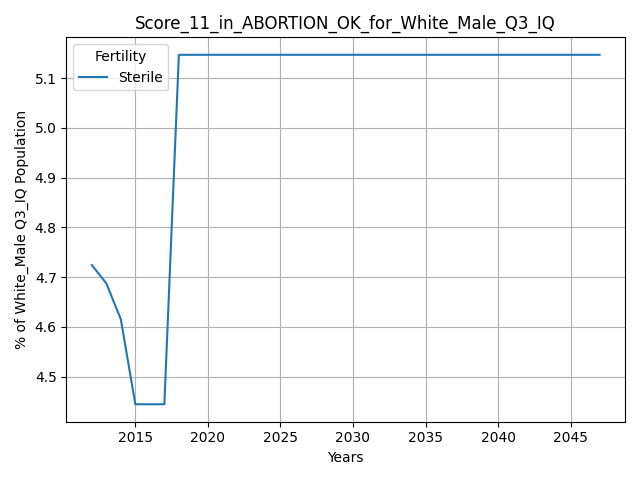 Score_11_in_ABORTION_OK_for_White_Male_Q3_IQ
Fertility
Sterile
% of White_Male Q3_IQ Population
5.1
5.0
4.9
4.8
4.7
4.6
4.5
2015 2020 2025 2030 2035 2040 2045
Years